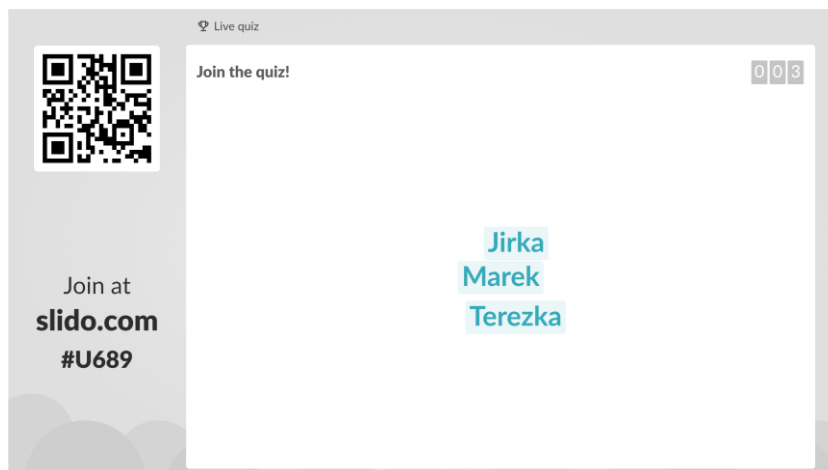 Live quiz
Join the quiz!
003
Jirka
Marek
Terezka
Join at
slido.com
#U689